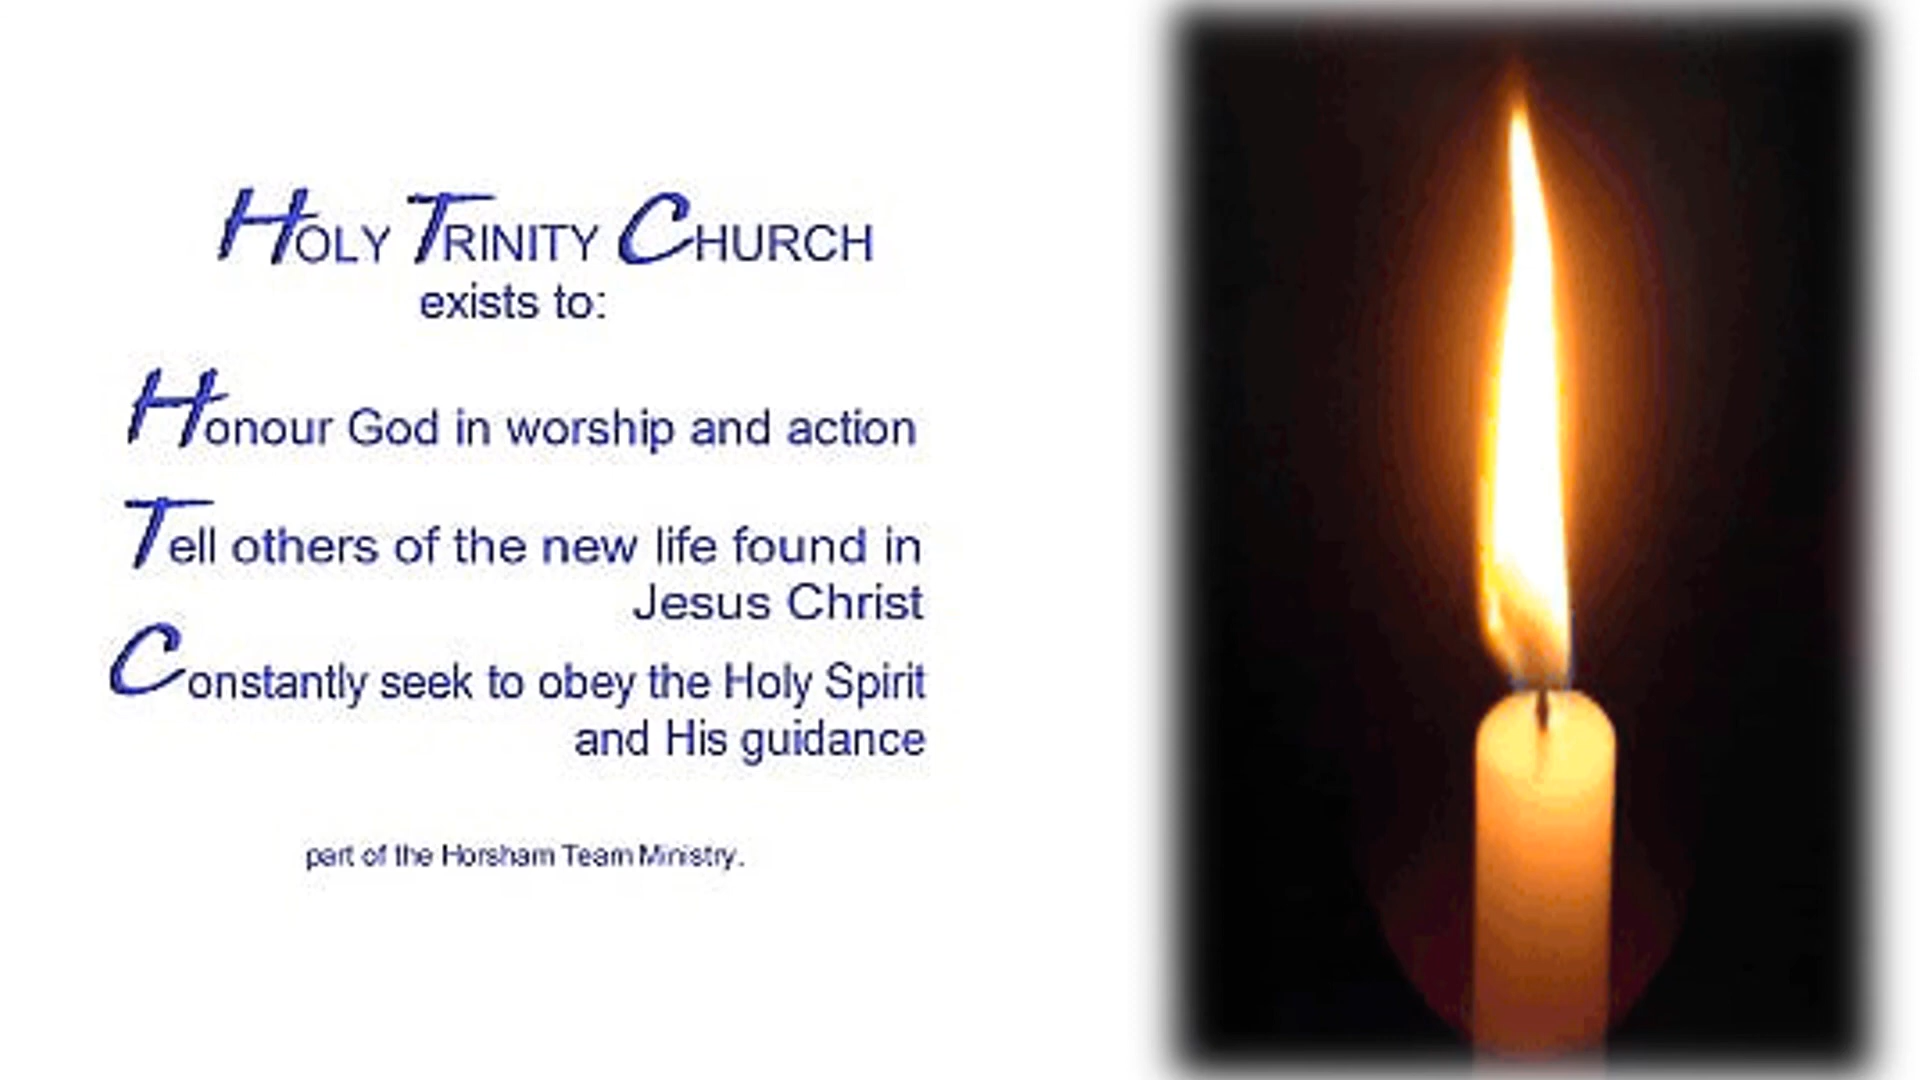 HOLY TRINITY CHURCH
exists to:
Honour God in worship and action
Tell others of the new life found in
Jesus Christ
Constantly seek to obey the Holy Spirit
and His guidance
part of the Horsham Team Ministry.